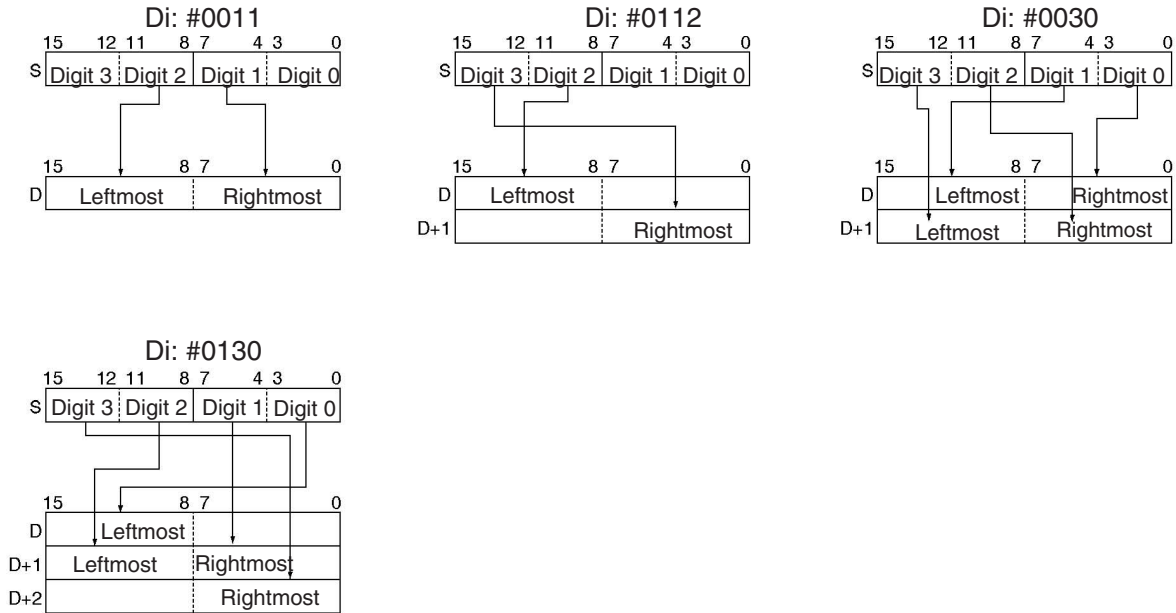 Di: #0011
15 12 11 8 7 4 3 0
S Digit 3 Digit 2 Digit 1 Digit 0
15 8 7 0
D Leftmost Rightmost
Di: #0112
15 12 11 8 7 4 3 0
S Digit 3 Digit 2 Digit 1 Digit 0
15 8 7 0
D Leftmost
D+1 Rightmost
Di: #0030
15 12 11 8 7 4 3 0
S Digit 3 Digit 2 Digit 1 Digit 0
15 8 7 0
D Leftmost Rightmost
D+1 Leftmost Rightmost
Di: #0130
15 12 11 8 7 4 3 0
S Digit 3 Digit 2 Digit 1 Digit 0
15 8 7 0
D Leftmost
D+1 Leftmost Rightmost
D+2 Rightmost